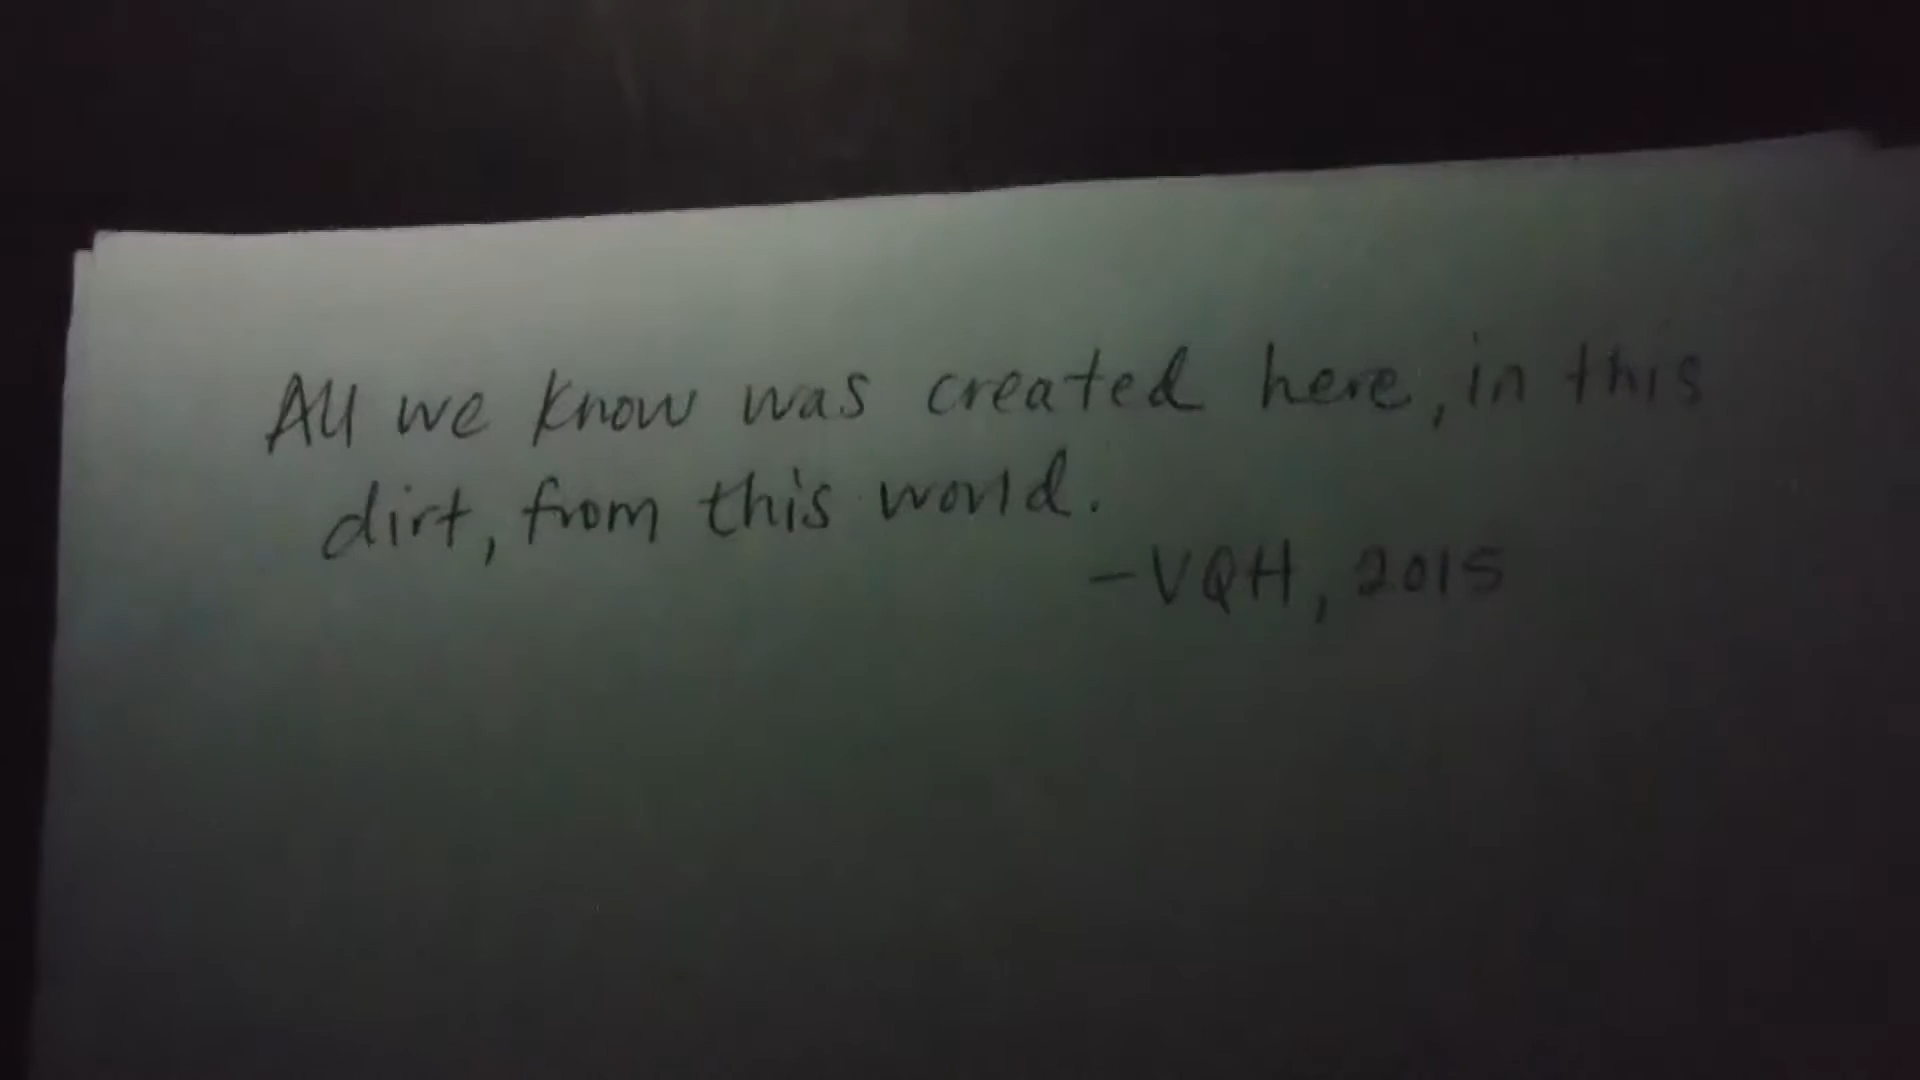 All we know was created here, in this
dirt, from this world.
-VQH, 2015